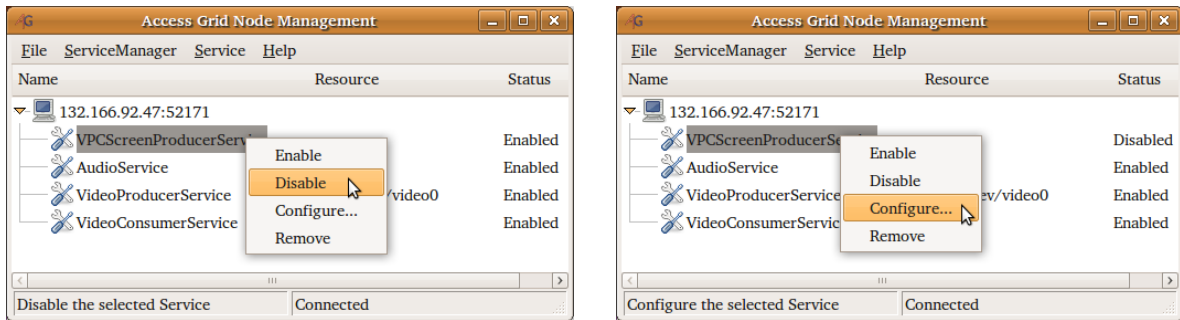 Access Grid Node Management
File ServiceManager Service Help
Name Resource Status
132.166.92.47:52171
VPCScreenProducerServ Enabled
AudioService Enabled
VideoProducerService /video0 Enabled
VideoConsumerService Enabled
Enable
Disable
Configure...
Remove
Disable the selected Service Connected
Access Grid Node Management
File ServiceManager Service Help
Name Resource Status
132.166.92.47:52171
VPCScreenProducerSe Disabled
AudioService Enabled
VideoProducerService ev/video0 Enabled
VideoConsumerServic Enabled
Enable
Disable
Configure...
Remove
Configure the selected Service Connected